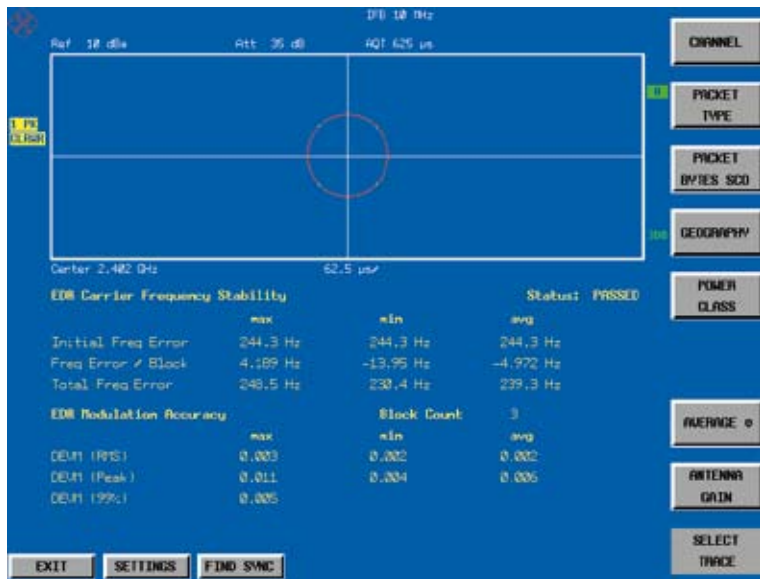 IFB 10 MHz
Ref 10 dBm Att 35 dB AQT 625 µs
1 PK
CLRWR
Center 2.402 GHz 62.5 µs/
EDR Carrier Frequency Stability Status: PASSED
max min avg
Initial Freq Error 244.3 Hz 244.3 Hz 244.3 Hz
Freq Error / Block 4.189 Hz -13.95 Hz -4.972 Hz
Total Freq Error 248.5 Hz 230.4 Hz 239.3 Hz
EDR Modulation Accuracy Block Count 3
max min avg
DEVM (RMS) 0.003 0.002 0.002
DEVM (Peak) 0.011 0.004 0.006
DEVM (99%) 0.005
EXIT SETTINGS FIND SYNC
CHANNEL
PACKET
TYPE
PACKET
BYTES SCO
GEOGRAPHY
POWER
CLASS
AVERAGE
ANTENNA
GAIN
SELECT
TRACE